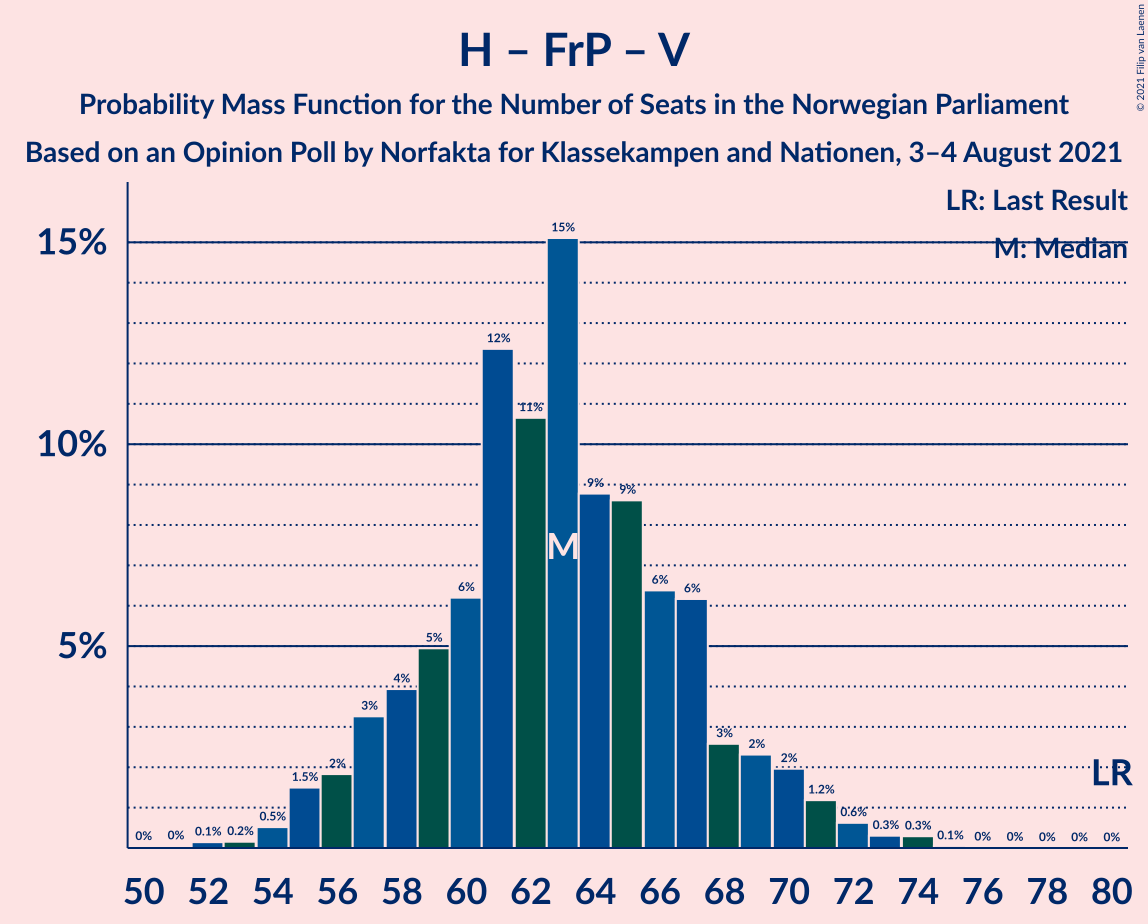 H – FrP – V
Probability Mass Function for the Number of Seats in the Norwegian Parliament
Based on an Opinion Poll by Norfakta for Klassekampen and Nationen, 3–4 August 2021
© 2021 Filip van Laenen
LR: Last Result
M: Median
15%
10%
5%
0% 0% 0.1% 0.2% 0.5% 1.5% 2% 3% 4% 5% 6% 12% 11% 15% 9% 9% 6% 6% 3% 2% 2% 1.2% 0.6% 0.3% 0.3% 0.1% 0% 0% 0% 0% 0%
M
LR
50 52 54 56 58 60 62 64 66 68 70 72 74 76 78 80